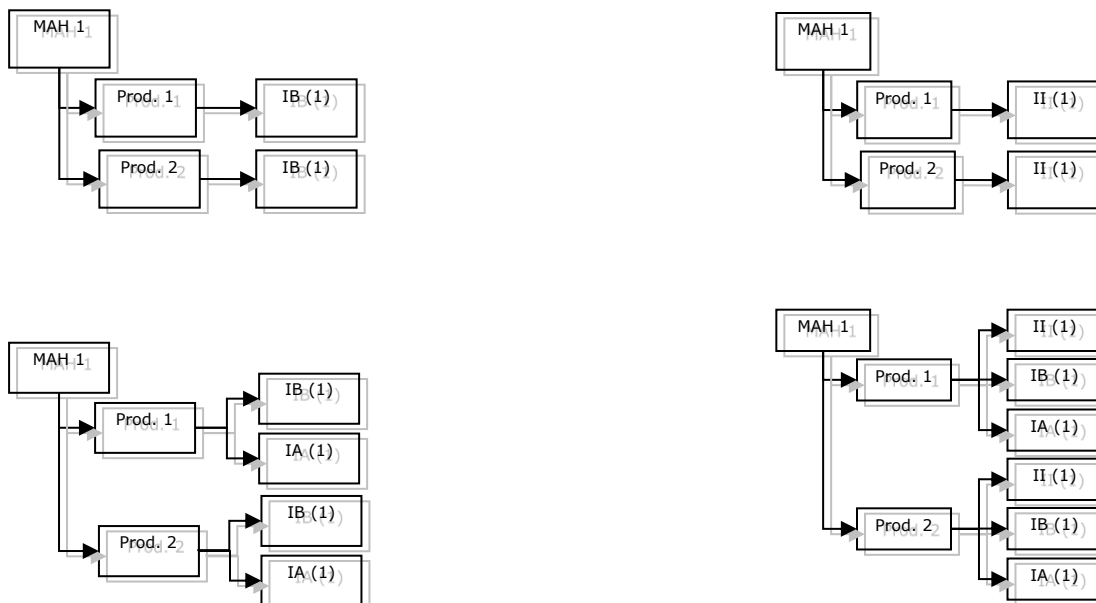 MAH 1
Prod. 1
IB (1)
Prod. 2
IB (1)
MAH 1
Prod. 1
II (1)
Prod. 2
II (1)
MAH 1
Prod. 1
IB (1)
IA (1)
Prod. 2
IB (1)
IA (1)
MAH 1
Prod. 1
II (1)
IB (1)
IA (1)
Prod. 2
II (1)
IB (1)
IA (1)